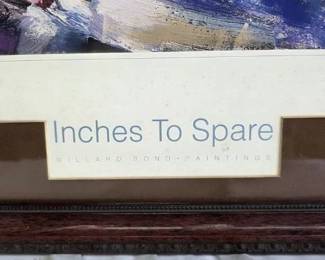 Inches To Spare
WILLARD BOND • PAINTINGS